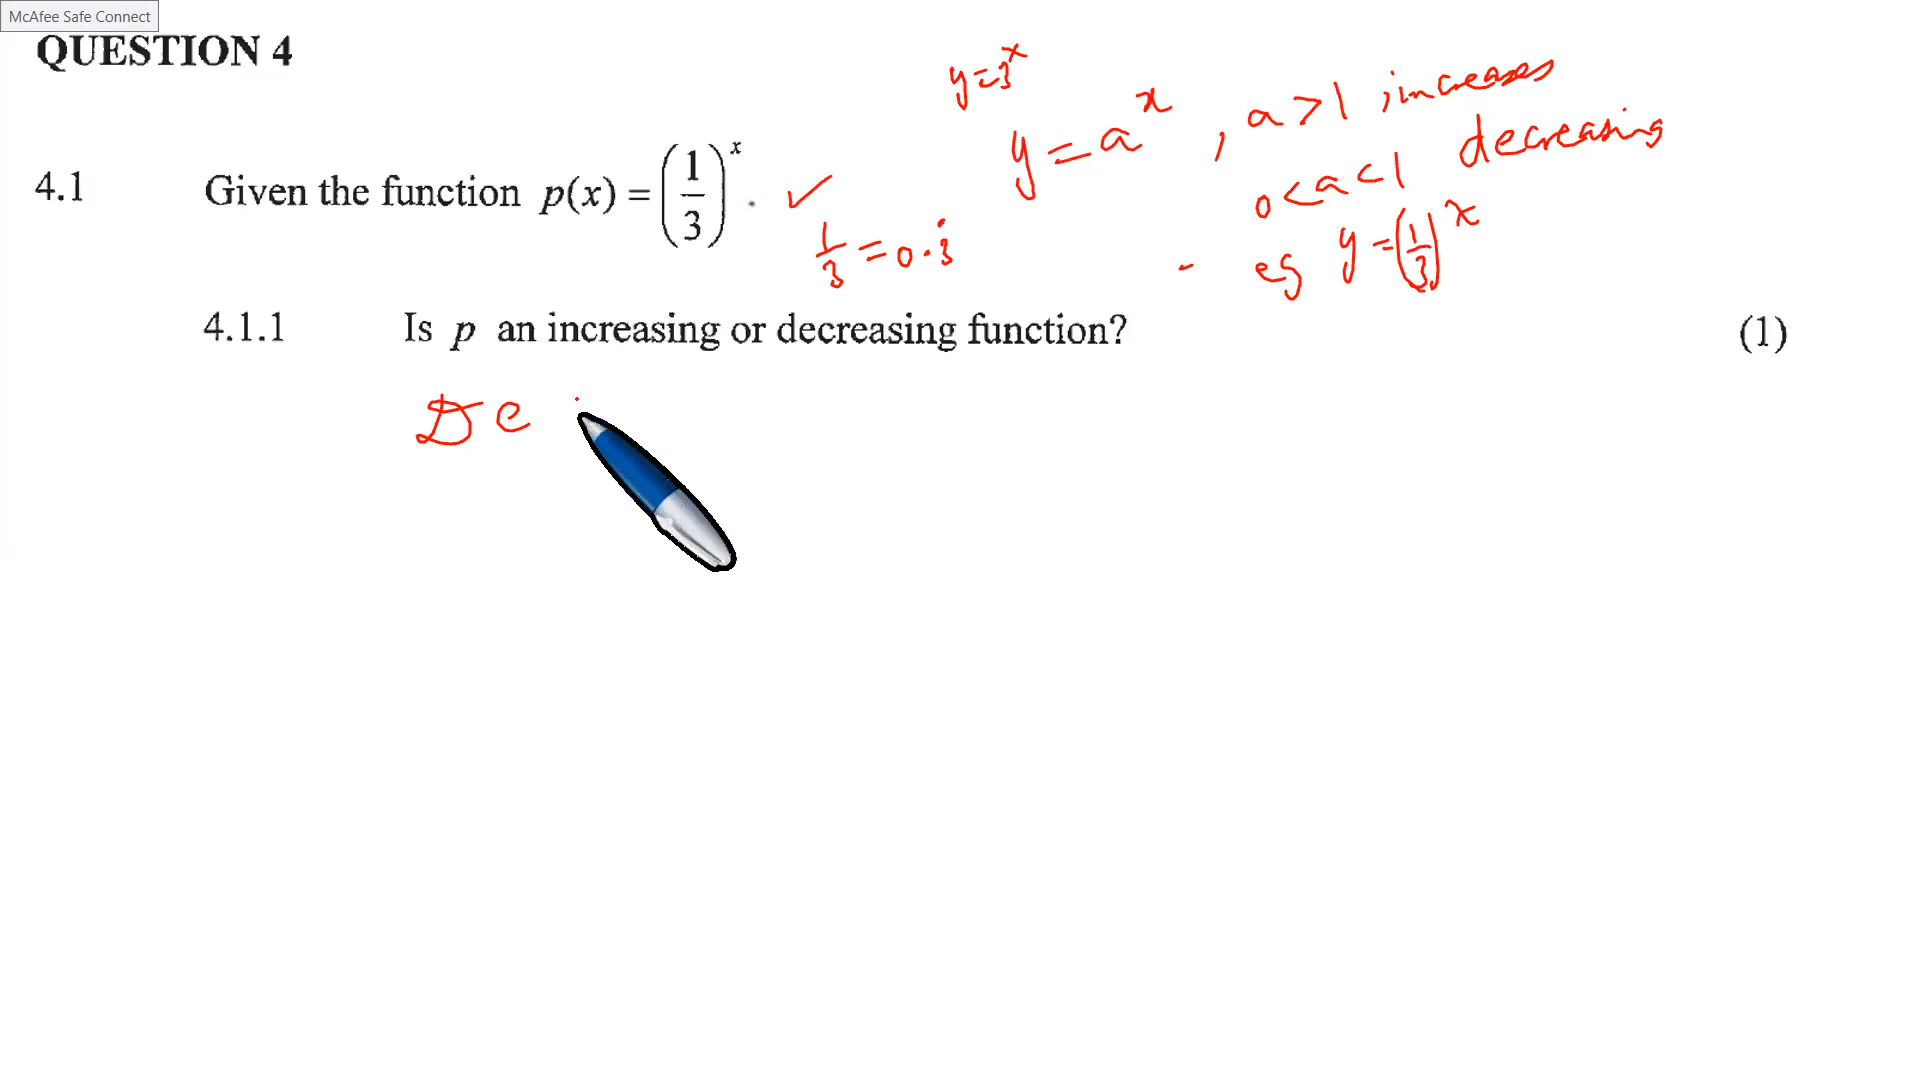 McAfee Safe Connect
QUESTION 4
y=3^x
y=a^x , a>1 ;increases
0<a<1 decreasing
4.1 Given the function p(x) = (1/3)^x . ✓
1/3 = 0.3̇
- eg y=(1/3)^x
4.1.1 Is p an increasing or decreasing function? (1)
De